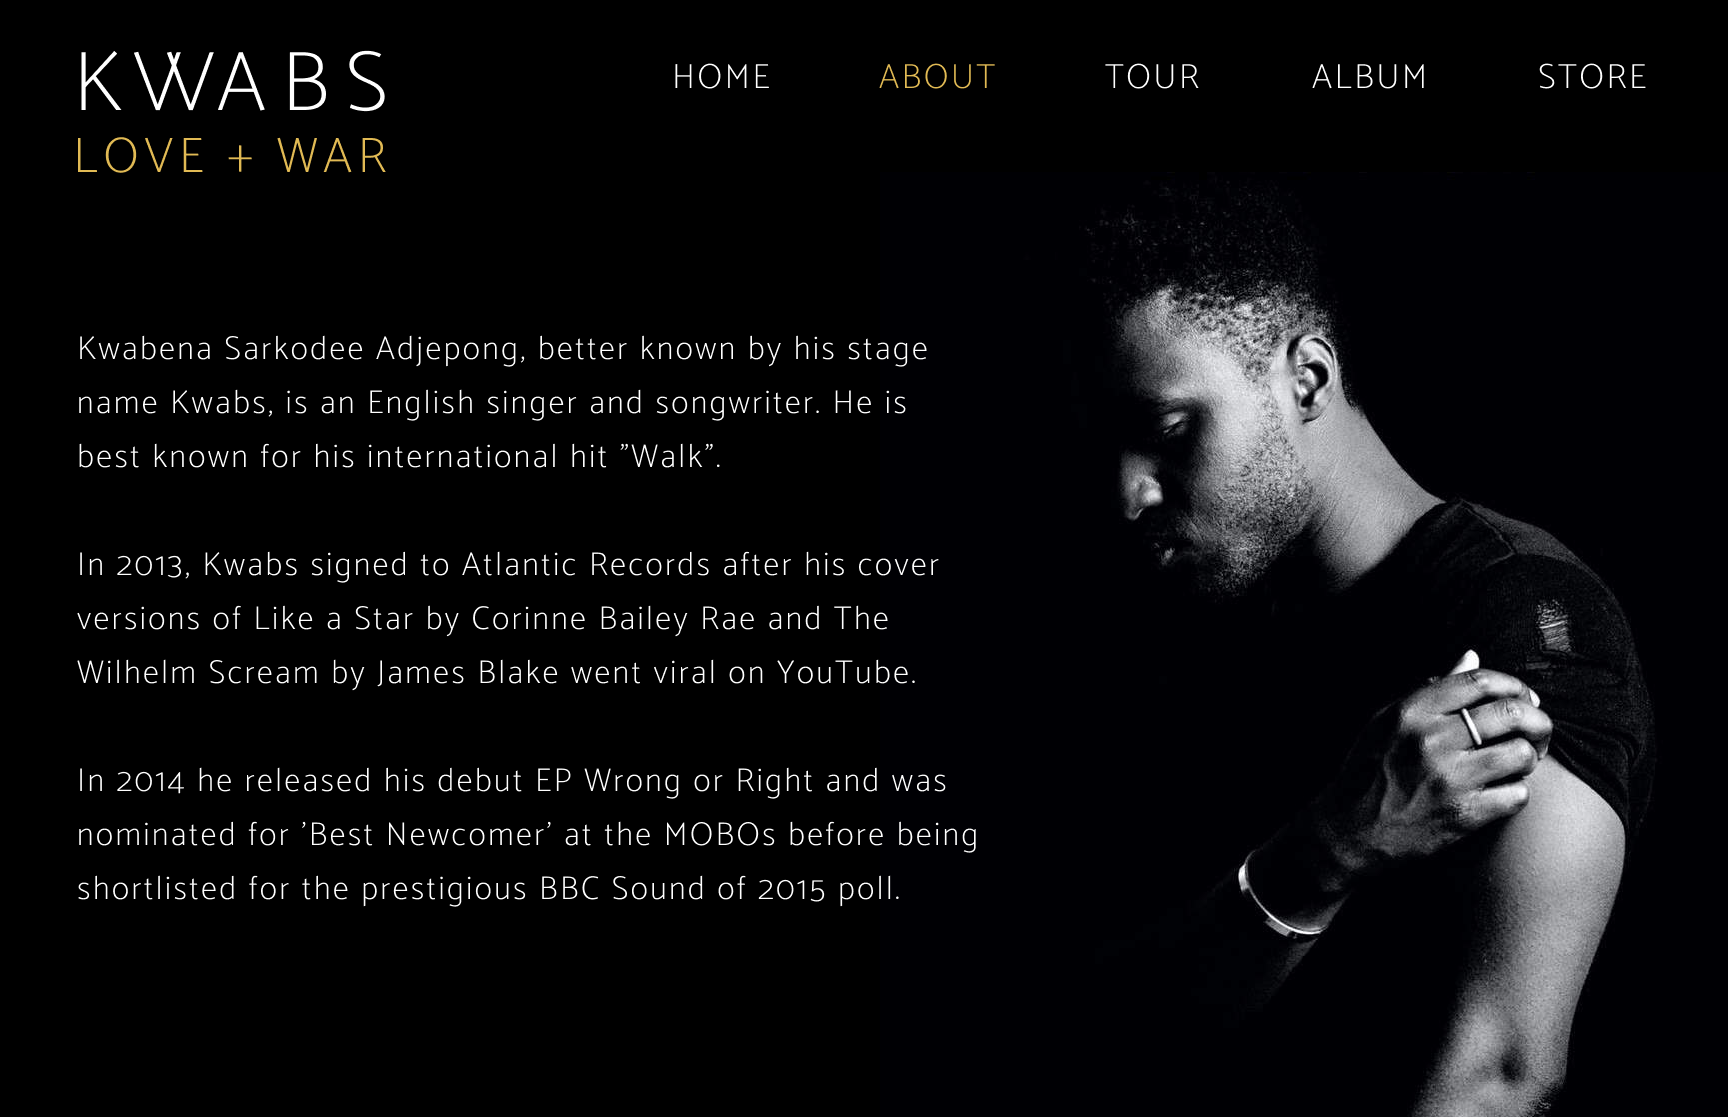 KWABS
LOVE + WAR
HOME ABOUT TOUR ALBUM STORE
Kwabena Sarkodee Adjepong, better known by his stage
name Kwabs, is an English singer and songwriter. He is
best known for his international hit ”Walk”.
In 2013, Kwabs signed to Atlantic Records after his cover
versions of Like a Star by Corinne Bailey Rae and The
Wilhelm Scream by James Blake went viral on YouTube.
In 2014 he released his debut EP Wrong or Right and was
nominated for ’Best Newcomer’ at the MOBOs before being
shortlisted for the prestigious BBC Sound of 2015 poll.